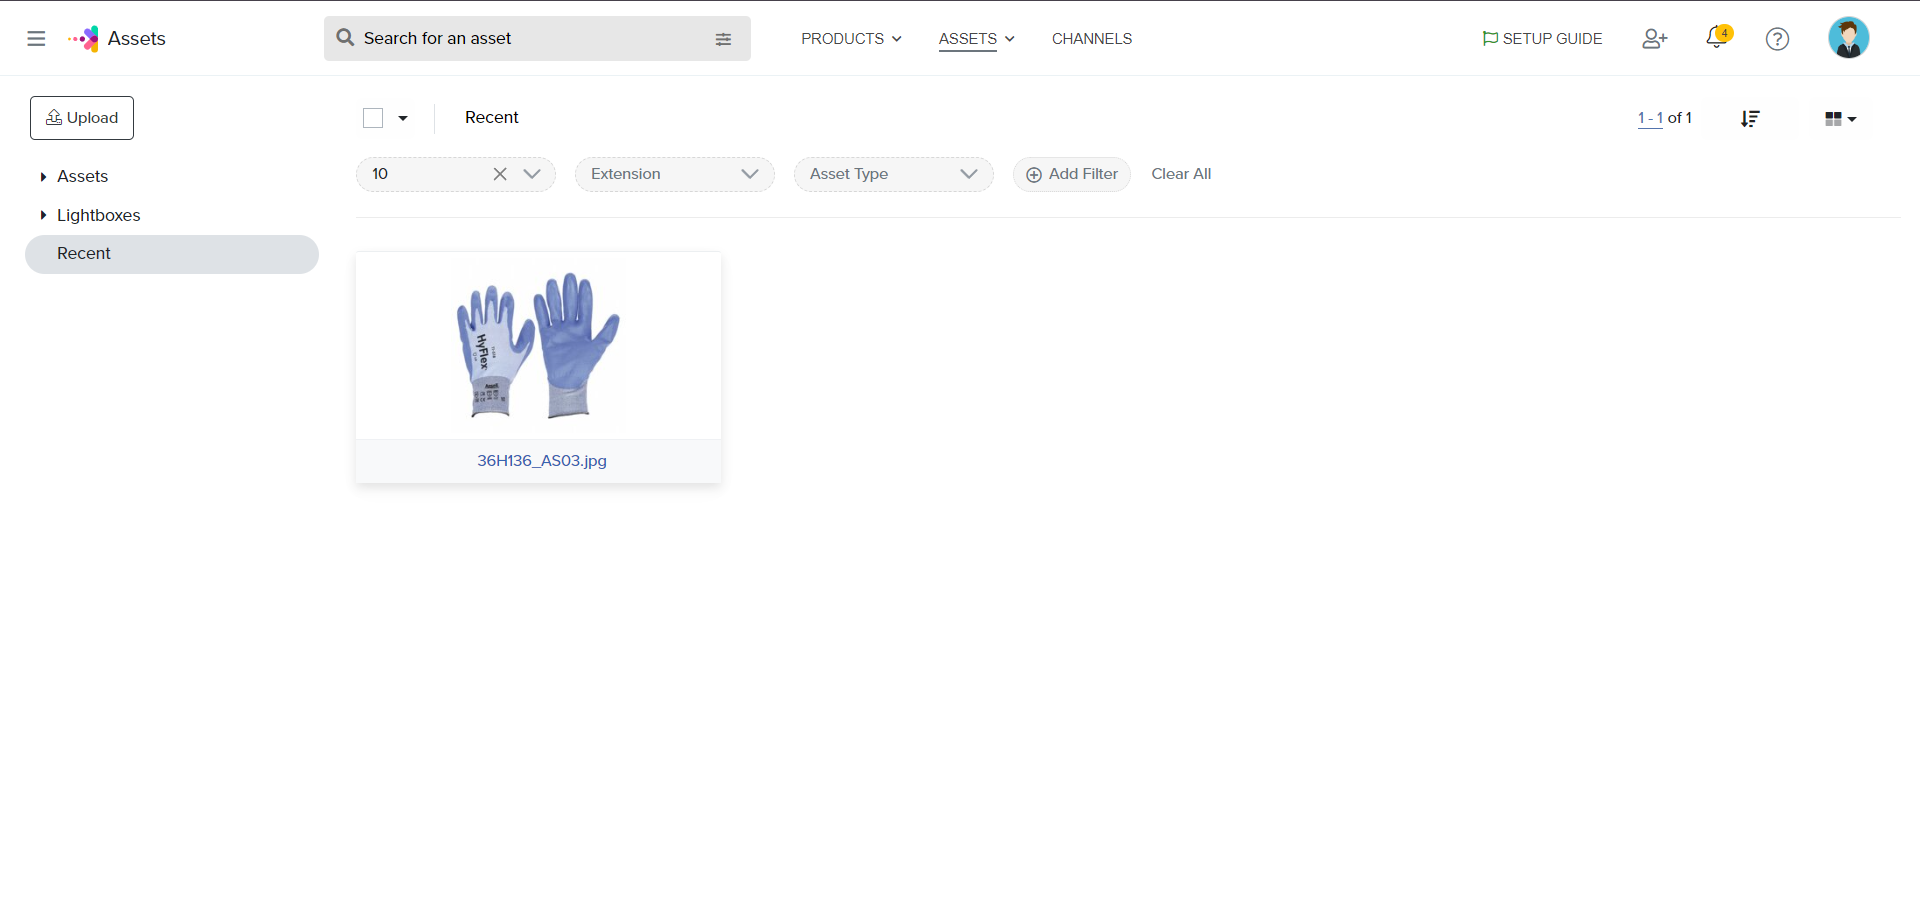 Assets
Search for an asset
PRODUCTS
ASSETS
CHANNELS
SETUP GUIDE
4
?
Upload
Recent
1 - 1 of 1
Assets
Lightboxes
Recent
10
Extension
Asset Type
Add Filter
Clear All
HyFlex
Ansell
36H136_AS03.jpg